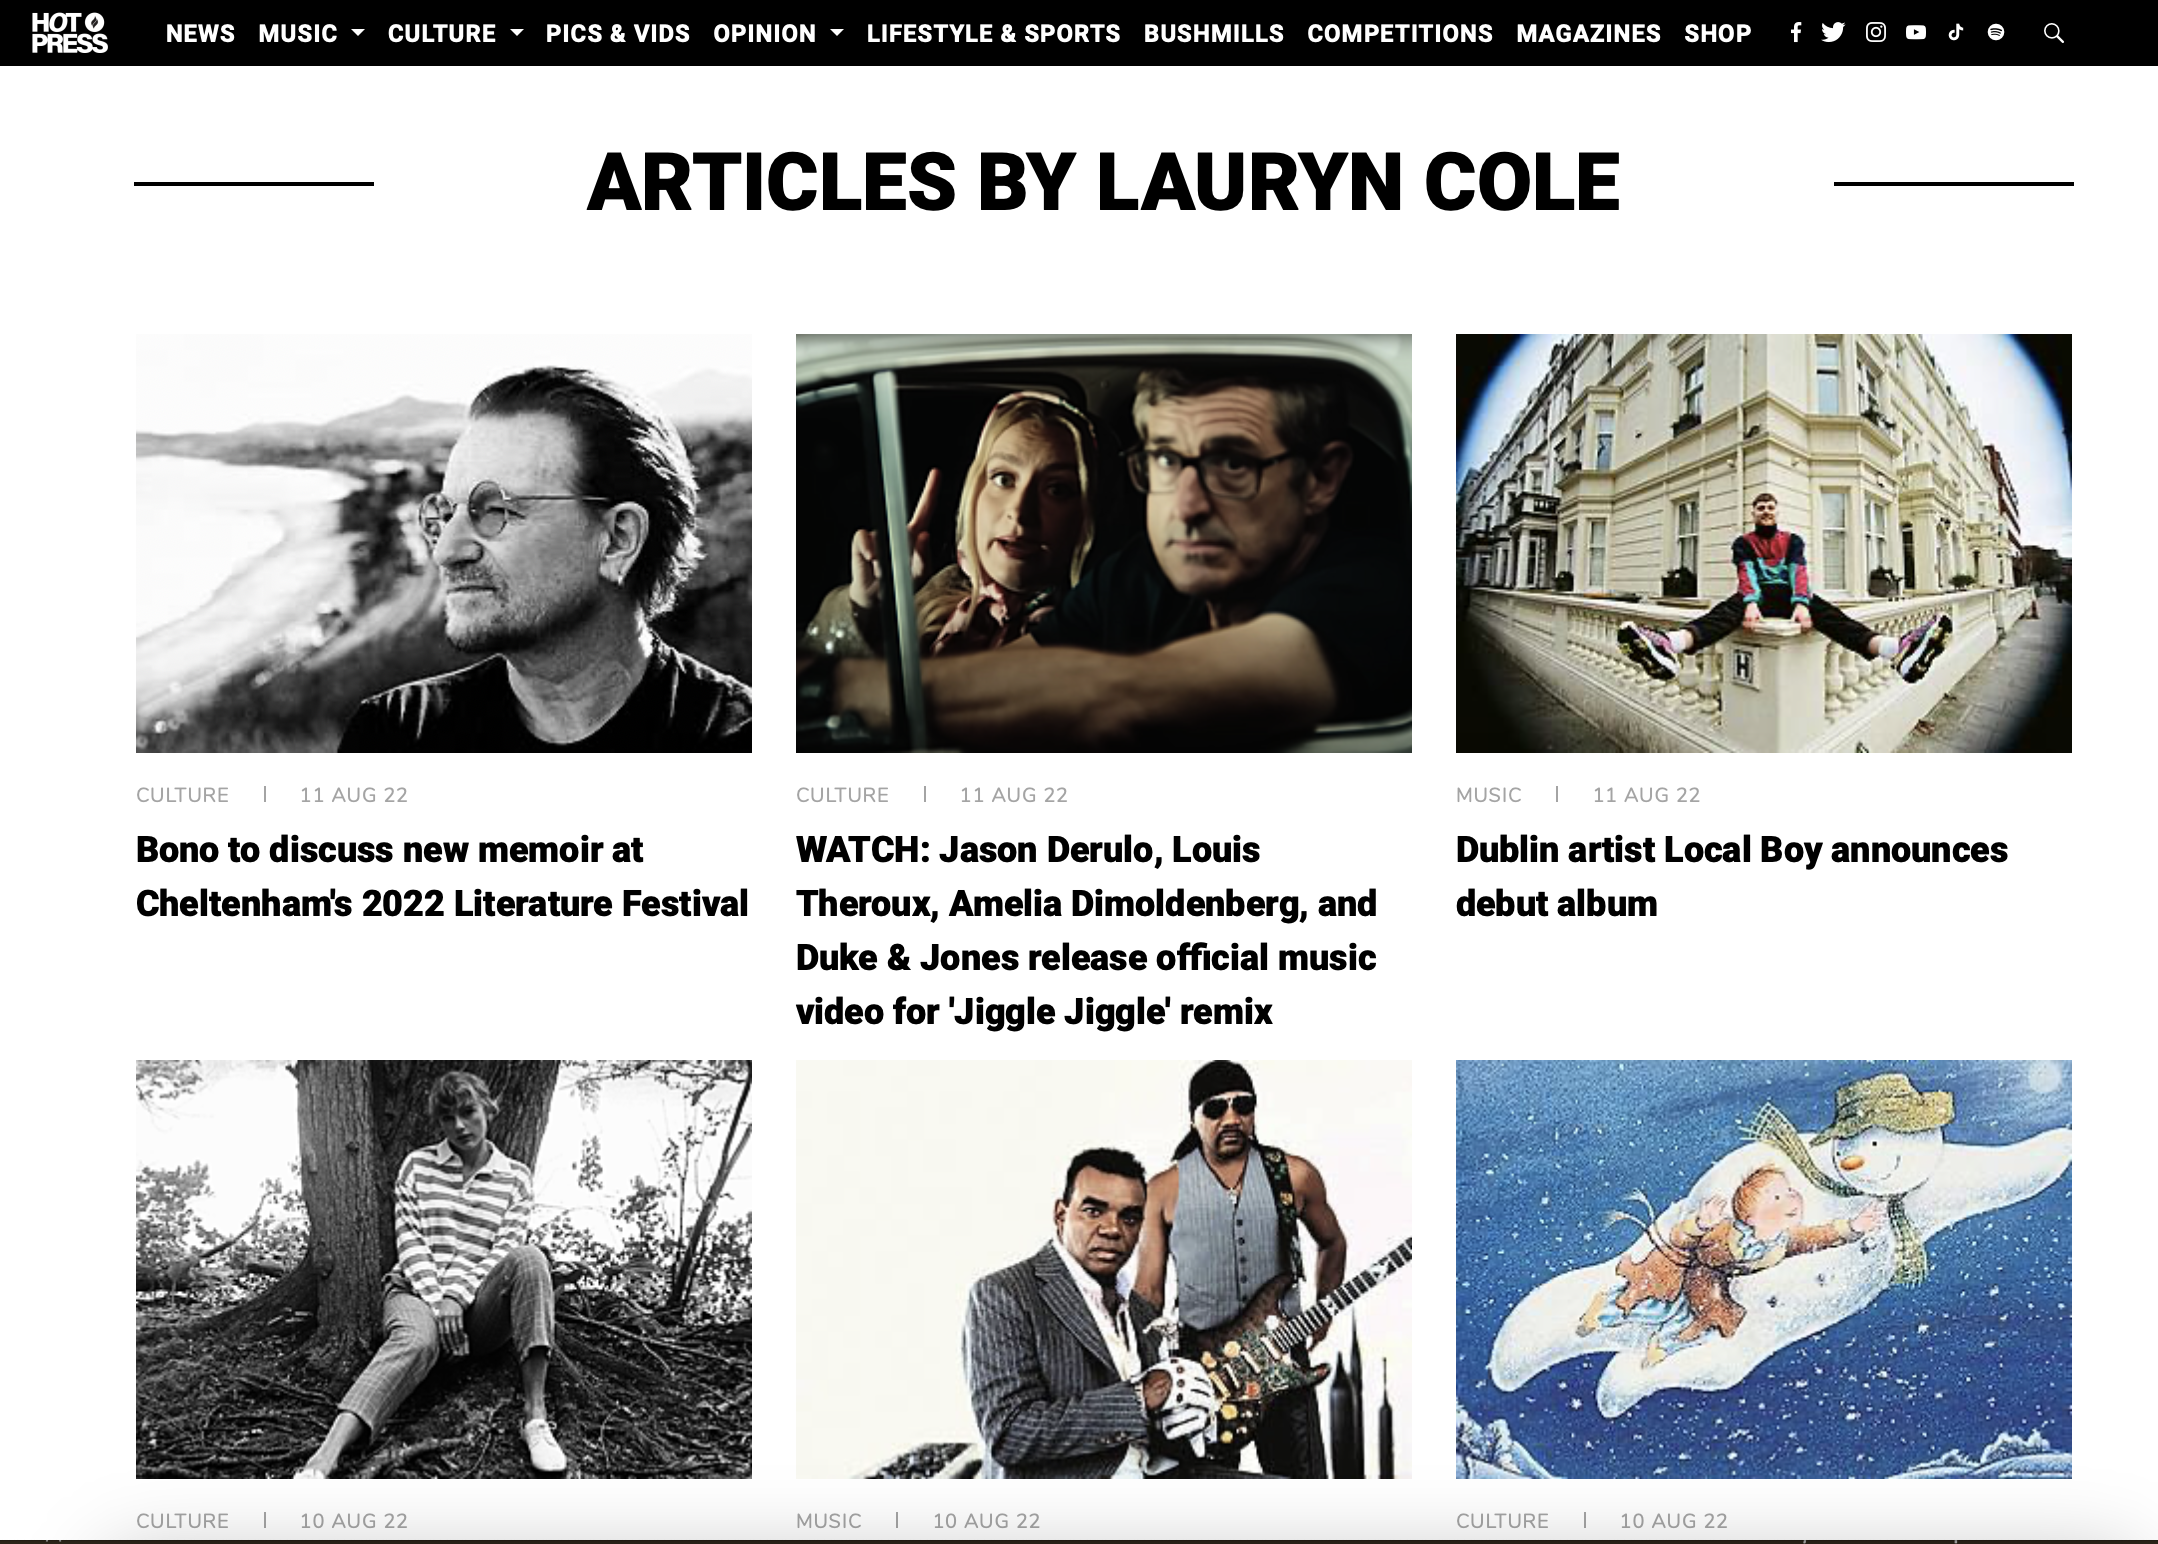 HOT PRESS
NEWS MUSIC CULTURE PICS & VIDS OPINION LIFESTYLE & SPORTS BUSHMILLS COMPETITIONS MAGAZINES SHOP
ARTICLES BY LAURYN COLE
H
CULTURE | 11 AUG 22
Bono to discuss new memoir at
Cheltenham's 2022 Literature Festival
CULTURE | 11 AUG 22
WATCH: Jason Derulo, Louis
Theroux, Amelia Dimoldenberg, and
Duke & Jones release official music
video for 'Jiggle Jiggle' remix
MUSIC | 11 AUG 22
Dublin artist Local Boy announces
debut album
CULTURE | 10 AUG 22
MUSIC | 10 AUG 22
CULTURE | 10 AUG 22